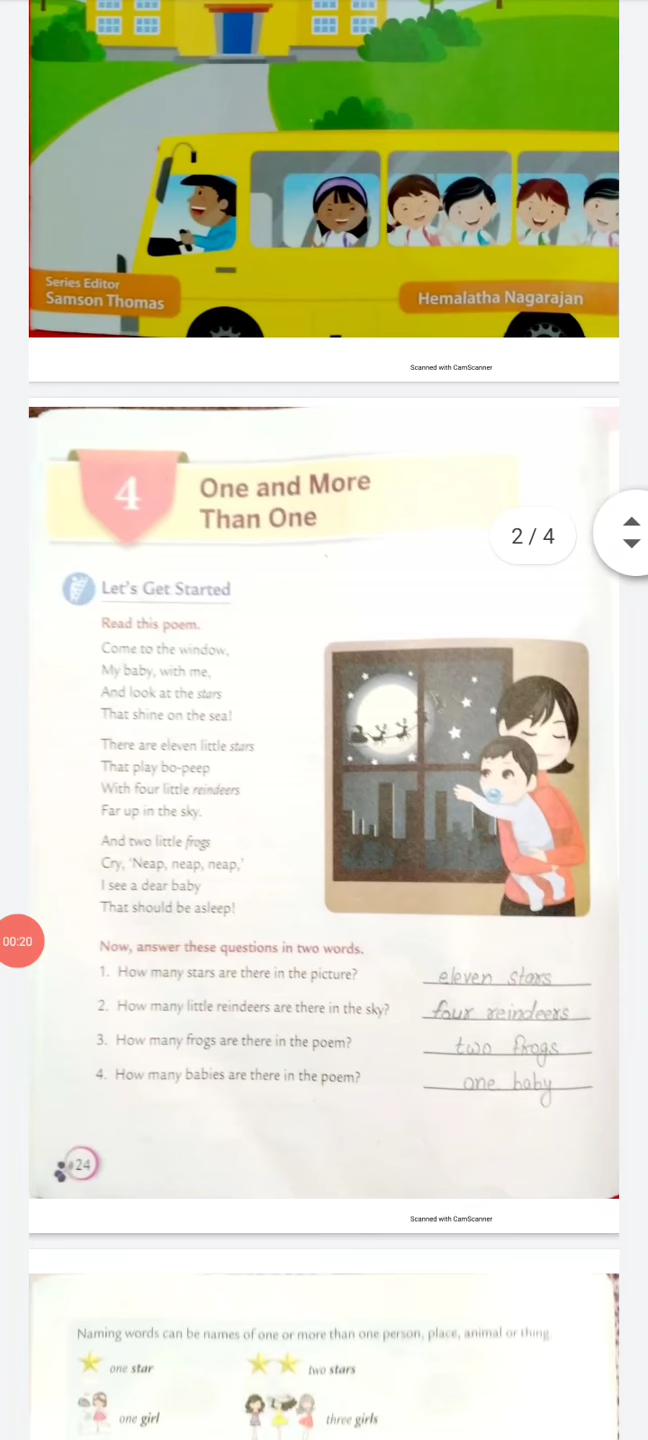 Series Editor
Samson Thomas
Hemalatha Nagarajan
Scanned with CamScanner
4
One and More
Than One
2 / 4
Let's Get Started
Read this poem.
Come to the window,
My baby, with me,
And look at the stars
That shine on the sea!
There are eleven little stars
That play bo-peep
With four little reindeers
Far up in the sky.
And two little frogs
Cry, 'Neap, neap, neap,'
I see a dear baby
That should be asleep!
00:20
Now, answer these questions in two words.
1. How many stars are there in the picture? eleven stars
2. How many little reindeers are there in the sky? four reindeers
3. How many frogs are there in the poem? two frogs
4. How many babies are there in the poem? one baby
24
Scanned with CamScanner
Naming words can be names of one or more than one person, place, animal or thing
one star two stars
one girl three girls